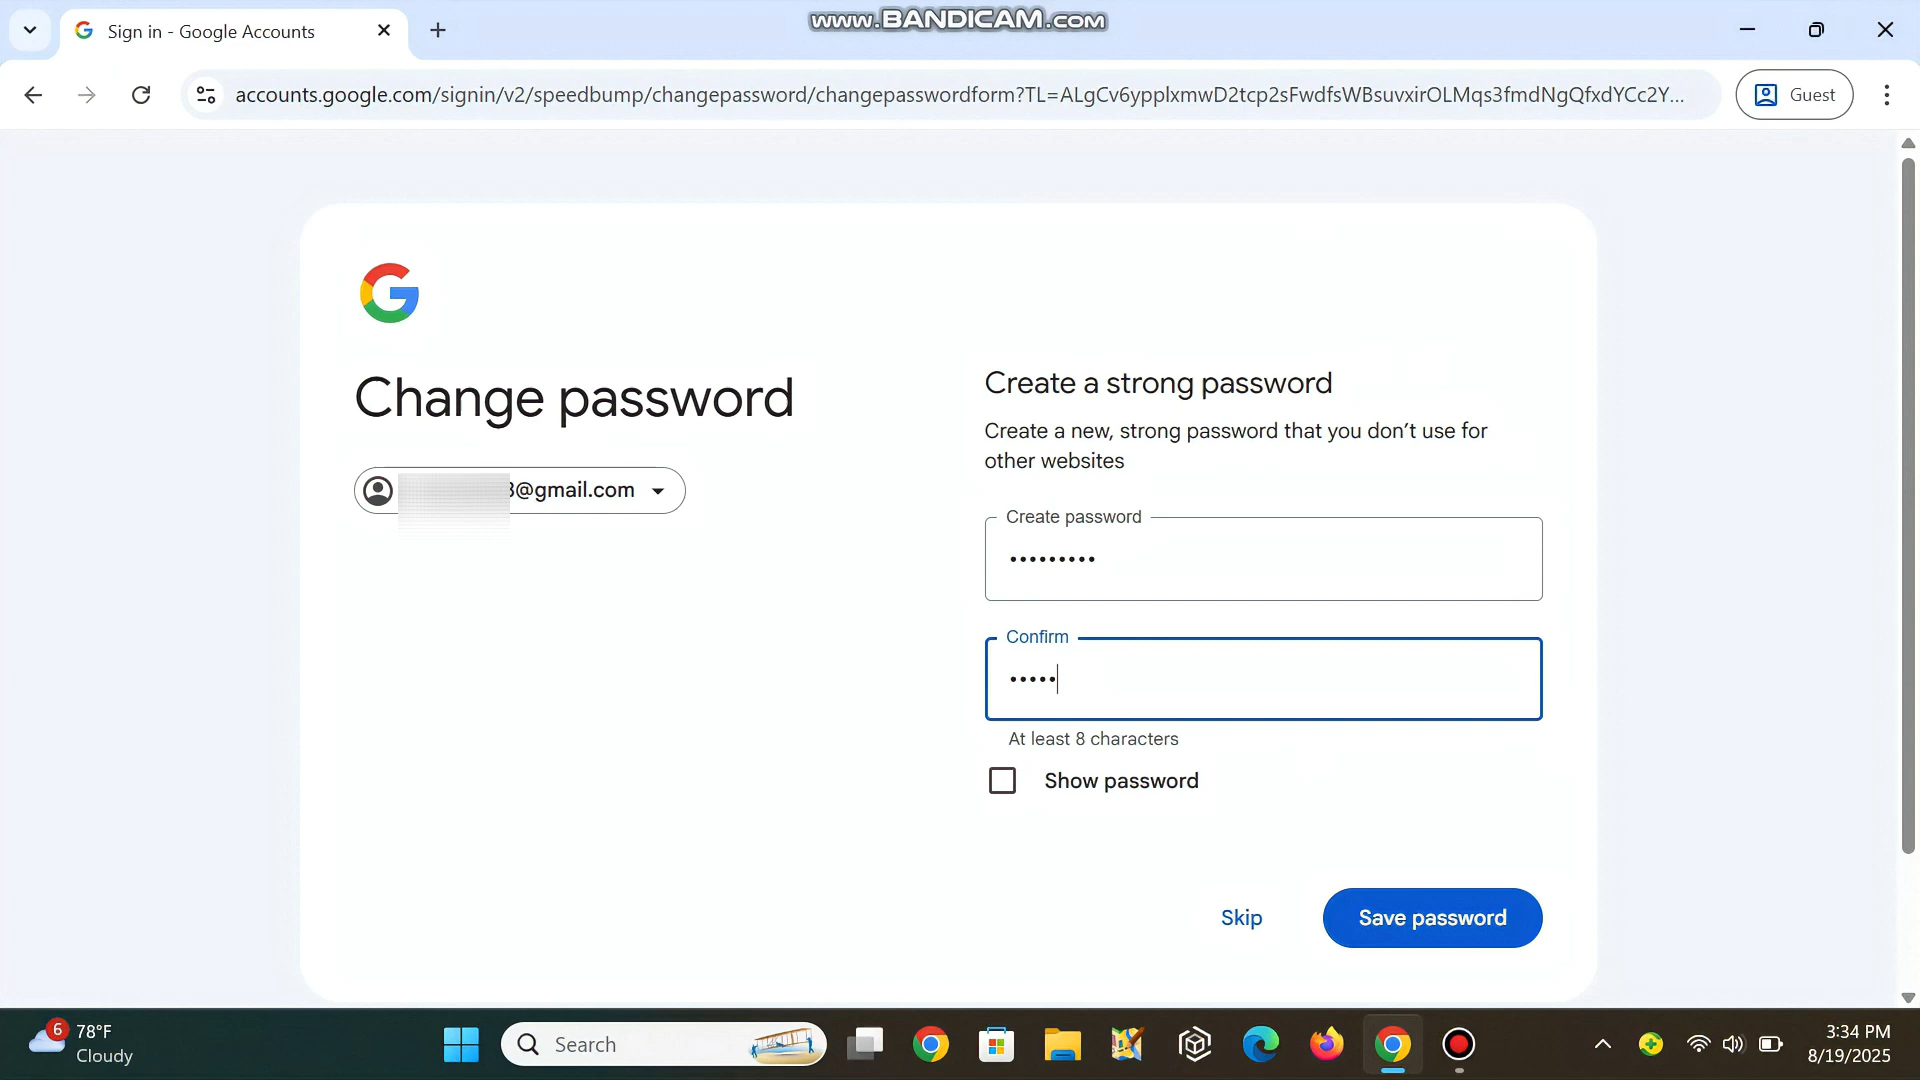 Sign in - Google Accounts
www.BANDICAM.com
accounts.google.com/signin/v2/speedbump/changepassword/changepasswordform?TL=ALgCv6ypplxmwD2tcp2sFwdfsWBsuvxirOLMqs3fmdNgQfxdYCc2Y...
Guest
Change password
3@gmail.com
Create a strong password
Create a new, strong password that you don’t use for
other websites
Create password
•••••••••
Confirm
•••••
At least 8 characters
Show password
Skip
Save password
6
78°F
Cloudy
Search
3:34 PM
8/19/2025